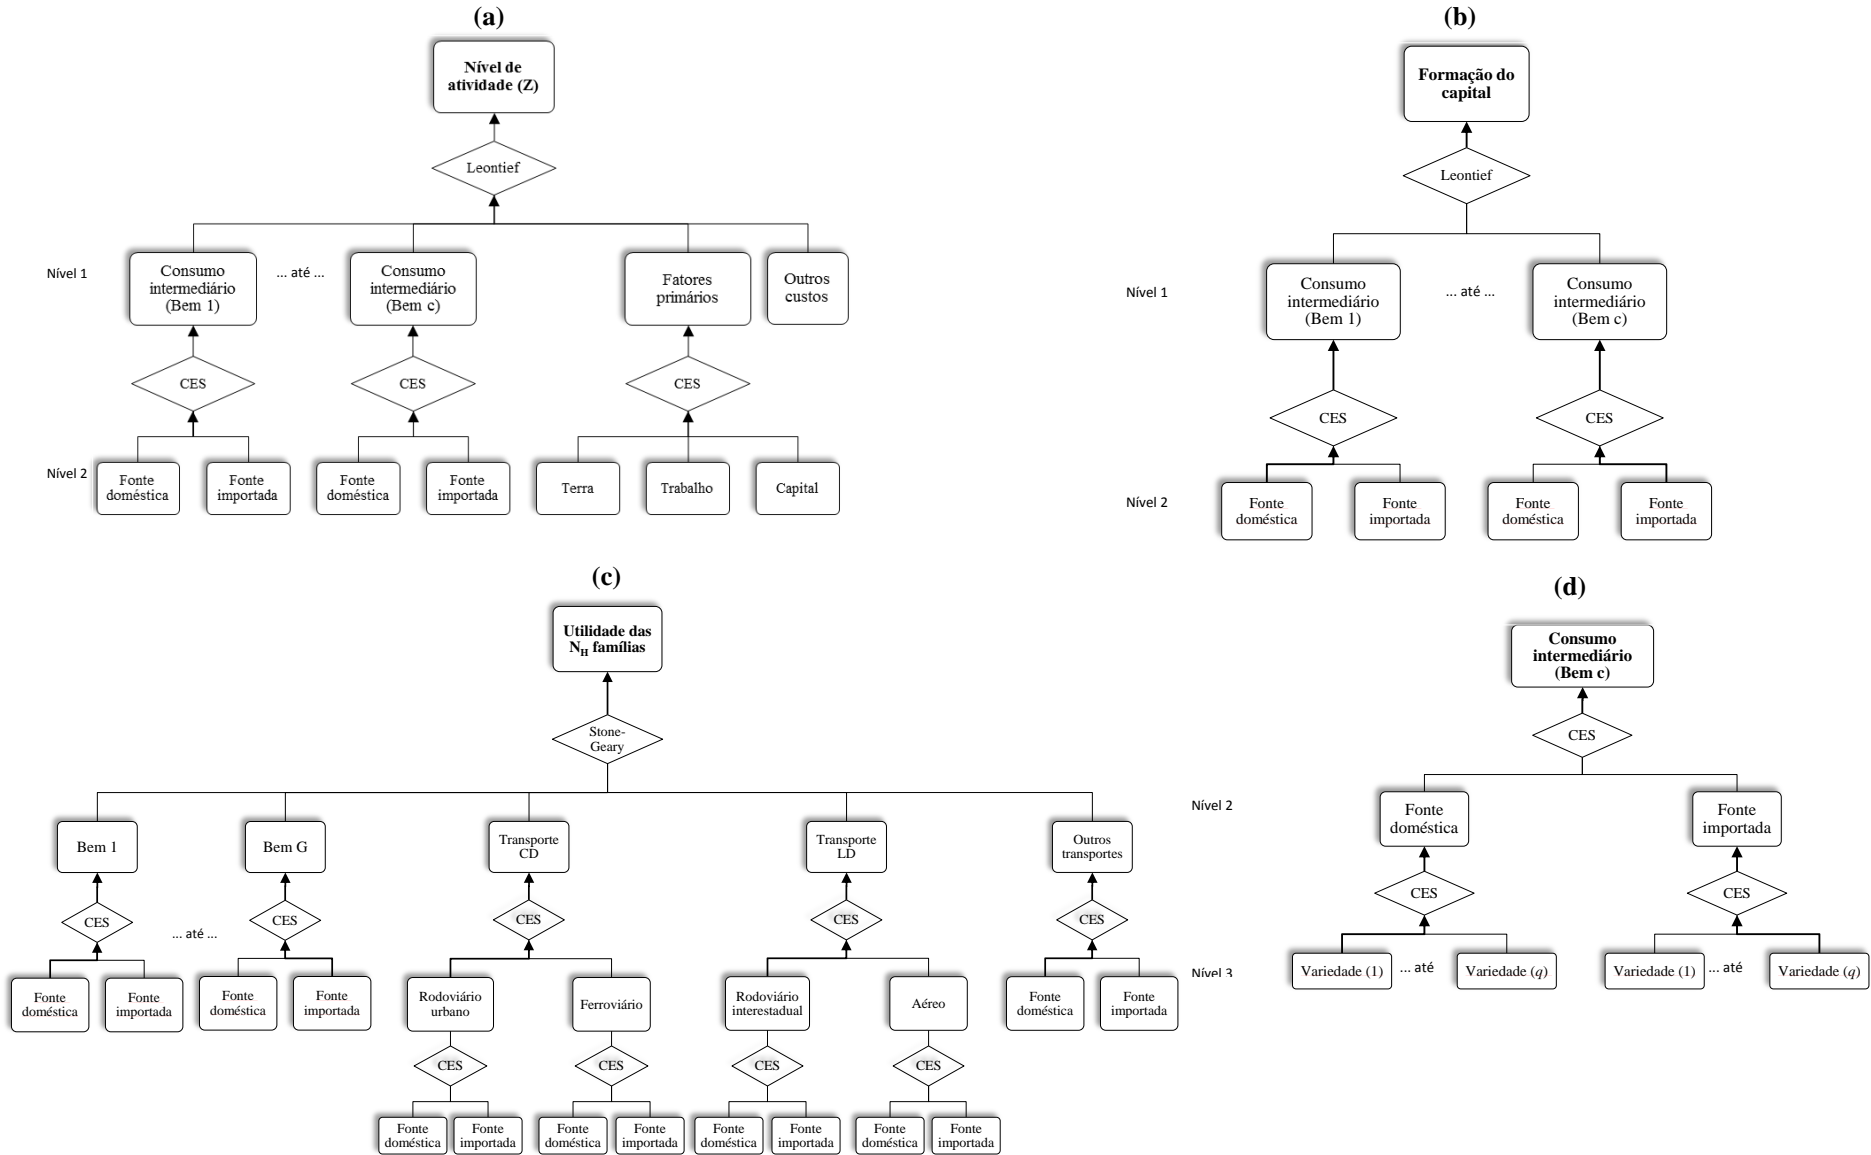 (a)
Nível de
atividade (Z)
Leontief
Nível 1
Consumo
intermediário
(Bem 1)
... até ...
Consumo
intermediário
(Bem c)
Fatores
primários
Outros
custos
CES
CES
CES
Nível 2
Fonte
doméstica
Fonte
importada
Fonte
doméstica
Fonte
importada
Terra
Trabalho
Capital
(b)
Formação do
capital
Leontief
Nível 1
Consumo
intermediário
(Bem 1)
... até ...
Consumo
intermediário
(Bem c)
CES
CES
Nível 2
Fonte
doméstica
Fonte
importada
Fonte
doméstica
Fonte
importada
(c)
Utilidade das
N_H famílias
Stone-
Geary
Bem 1
Bem G
Transporte
CD
Transporte
LD
Outros
transportes
CES
... até ...
CES
CES
CES
CES
Fonte
doméstica
Fonte
importada
Fonte
doméstica
Fonte
importada
Rodoviário
urbano
Ferroviário
Rodoviário
interestadual
Aéreo
Fonte
doméstica
Fonte
importada
CES
CES
CES
CES
Fonte
doméstica
Fonte
importada
Fonte
doméstica
Fonte
importada
Fonte
doméstica
Fonte
importada
Fonte
doméstica
Fonte
importada
(d)
Consumo
intermediário
(Bem c)
CES
Nível 2
Fonte
doméstica
Fonte
importada
CES
CES
Nível 3
Variedade (1)
... até
Variedade (q)
Variedade (1)
... até
Variedade (q)